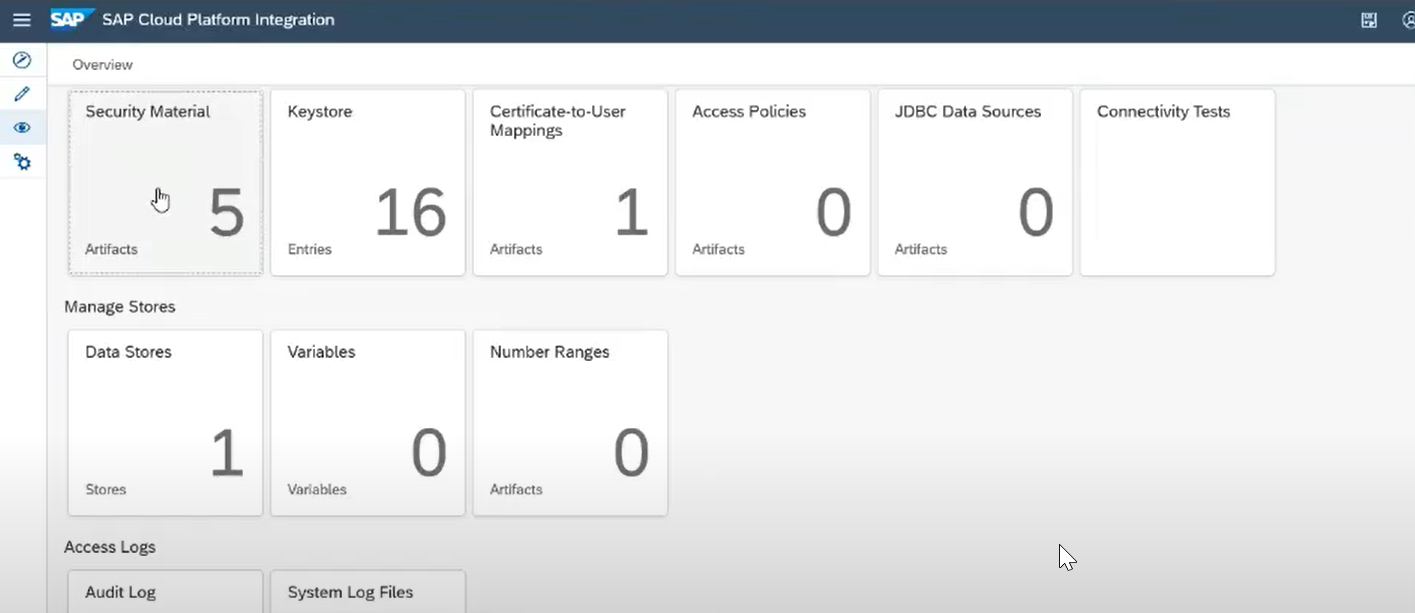 SAP SAP Cloud Platform Integration
Overview
Security Material
5
Artifacts
Keystore
16
Entries
Certificate-to-User
Mappings
1
Artifacts
Access Policies
0
Artifacts
JDBC Data Sources
0
Artifacts
Connectivity Tests
Manage Stores
Data Stores
1
Stores
Variables
0
Variables
Number Ranges
0
Artifacts
Access Logs
Audit Log
System Log Files